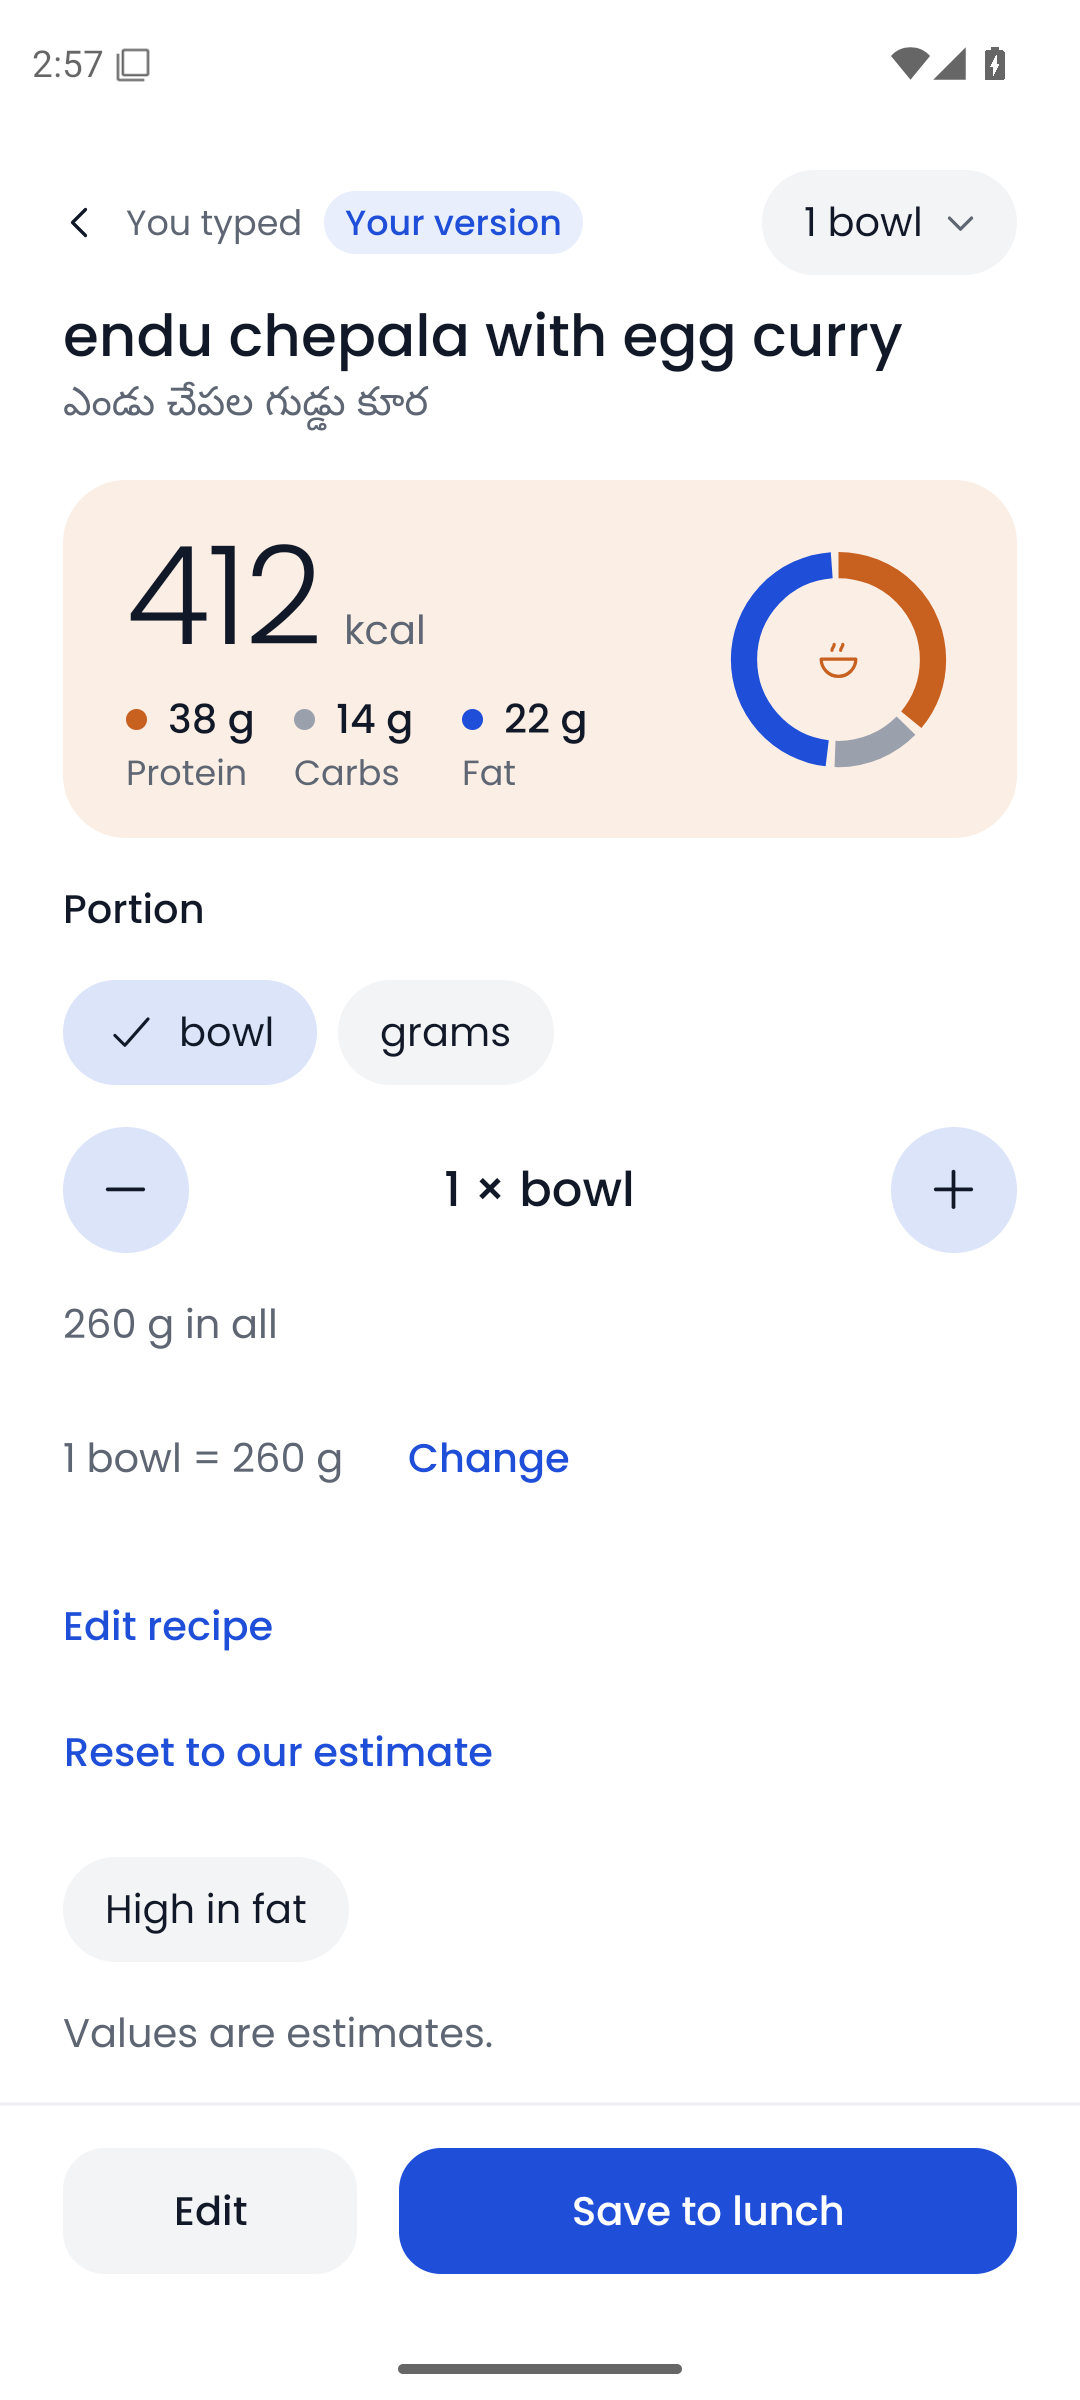 2:57
You typed
Your version
1 bowl
endu chepala with egg curry
ఎండు చేపల గుడ్డు కూర
412 kcal
38 g 14 g 22 g
Protein Carbs Fat
Portion
bowl grams
1 × bowl
260 g in all
1 bowl = 260 g Change
Edit recipe
Reset to our estimate
High in fat
Values are estimates.
Edit Save to lunch